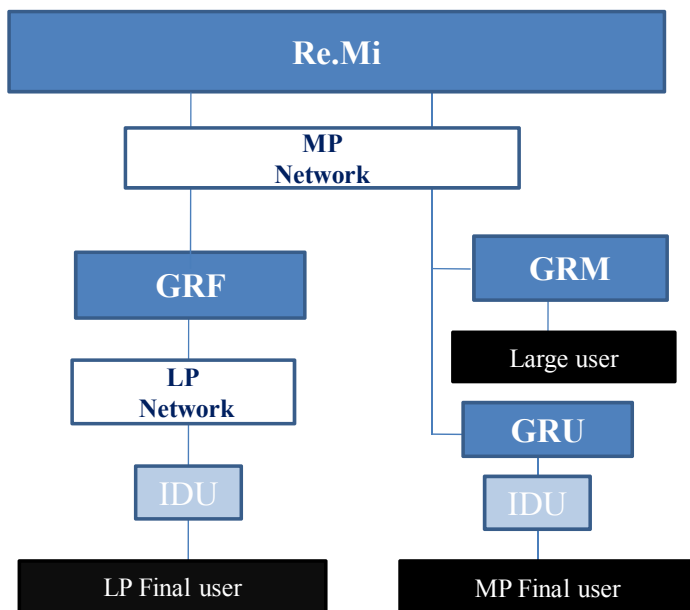 Re.Mi
MP
Network
GRF
GRM
Large user
LP
Network
GRU
IDU
IDU
LP Final user
MP Final user